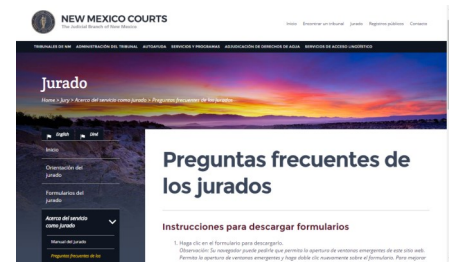 NEW MEXICO COURTS
The Judicial Branch of New Mexico
Inicio Encontrar un tribunal Jurado Registros públicos Contacto
TRIBUNALES DE NM ADMINISTRACIÓN DEL TRIBUNAL AUTOAYUDA SERVICIOS Y PROGRAMAS ADJUDICACIÓN DE DERECHOS DE AGUA SERVICIOS DE ACCESO LINGÜÍSTICO
Jurado
Home > Jury > Acerca del servicio como jurado > Preguntas frecuentes de los jurados
English Diné
Inicio
Orientación del
jurado
Formularios del
jurado
Acerca del servicio
como jurado
Manual del jurado
Preguntas frecuentes de los
Preguntas frecuentes de
los jurados
Instrucciones para descargar formularios
1. Haga clic en el formulario para descargarlo.
Observación: Su navegador puede pedirle que permita la apertura de ventanas emergentes de este sitio web.
Permita la apertura de ventanas emergentes y haga doble clic nuevamente sobre el formulario. Para mejorar